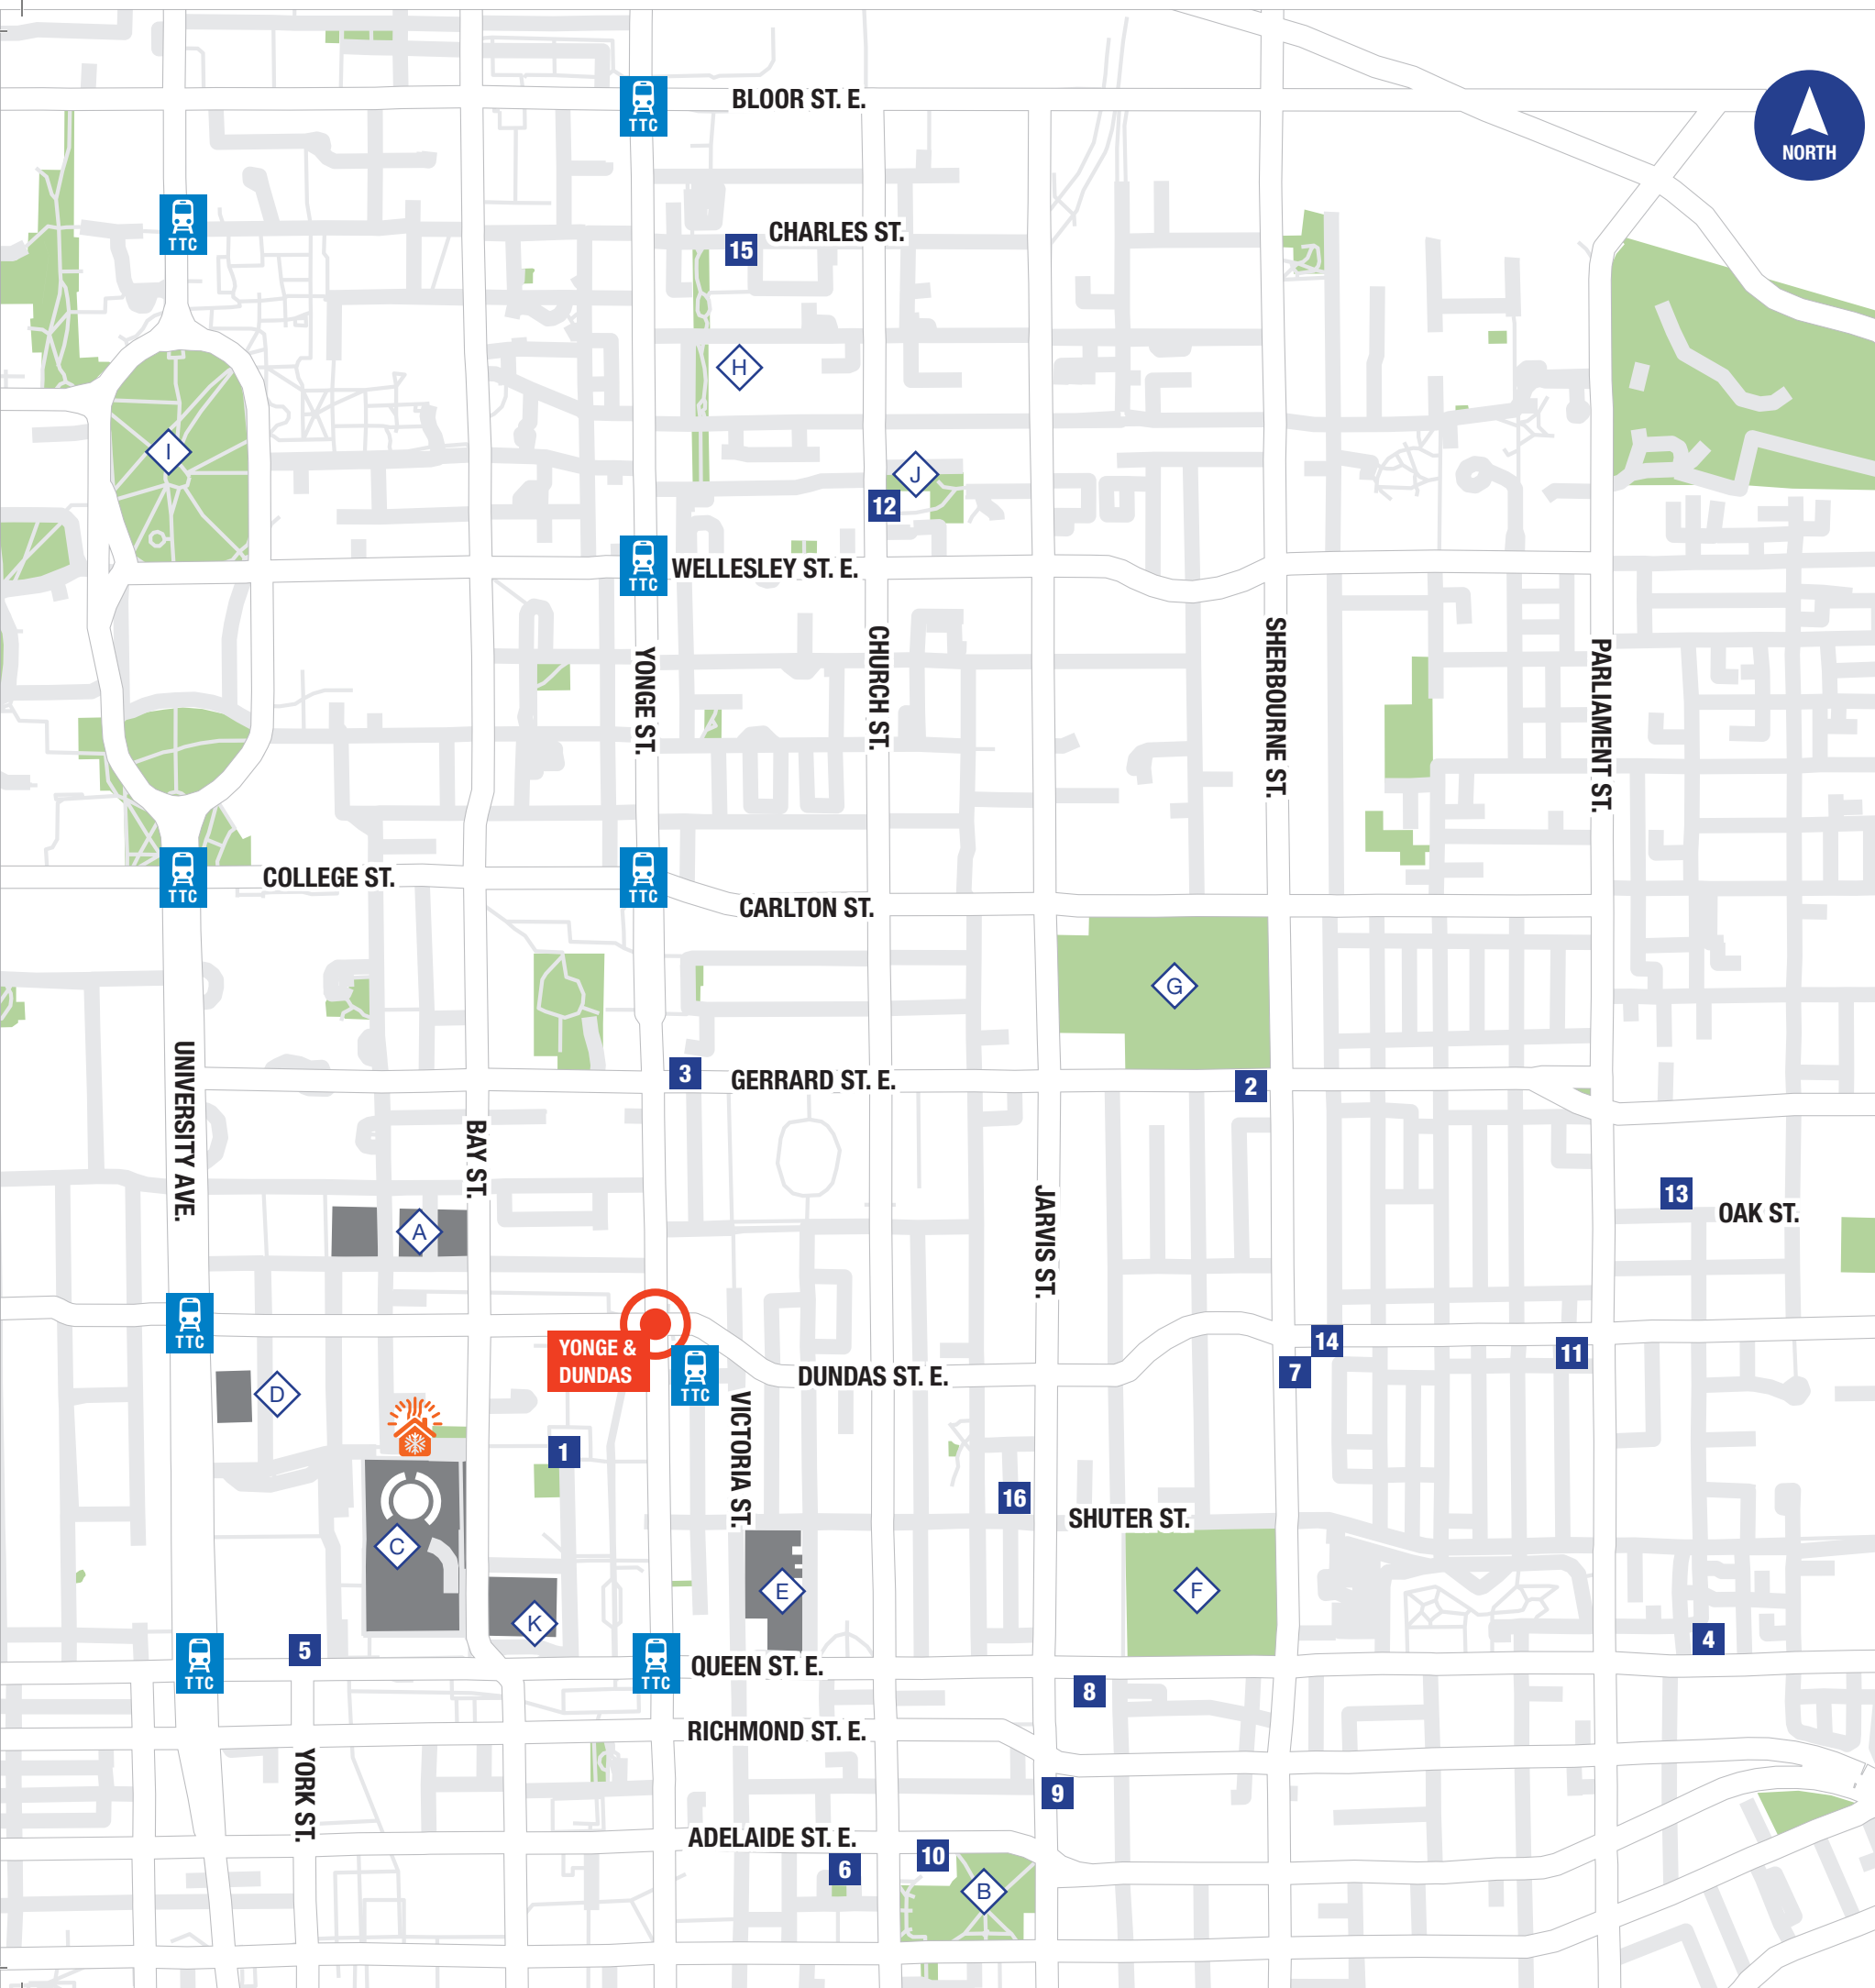 TTC
BLOOR ST. E.
NORTH
TTC
CHARLES ST.
15
H
I
J
12
TTC
WELLESLEY ST. E.
YONGE ST.
CHURCH ST.
SHERBOURNE ST.
PARLIAMENT ST.
TTC
COLLEGE ST.
TTC
CARLTON ST.
G
UNIVERSITY AVE.
3
GERRARD ST. E.
2
BAY ST.
JARVIS ST.
13
OAK ST.
A
TTC
YONGE &
DUNDAS
TTC
DUNDAS ST. E.
14
7
11
D
VICTORIA ST.
1
16
SHUTER ST.
C
E
F
K
5
TTC
TTC
QUEEN ST. E.
4
8
RICHMOND ST. E.
YORK ST.
9
ADELAIDE ST. E.
6
10
B